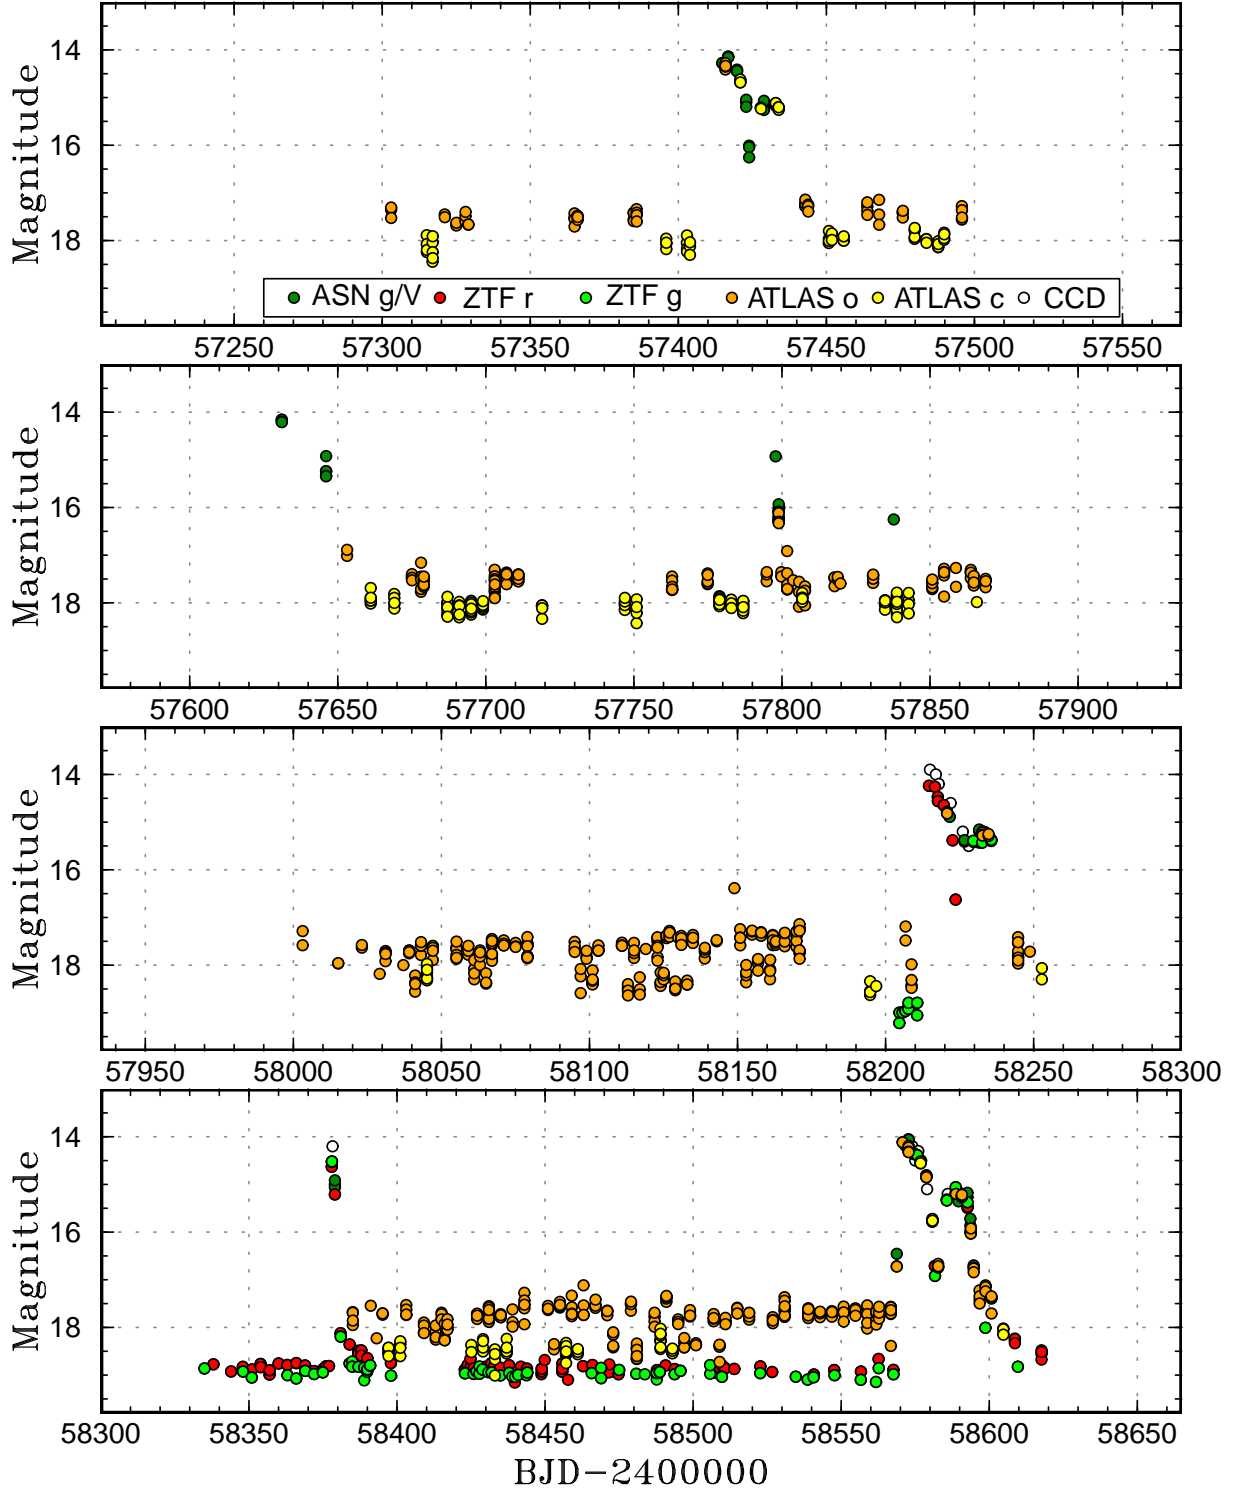 14
16
18
Magnitude
ASN g/V ZTF r ZTF g ATLAS o ATLAS c CCD
57250 57300 57350 57400 57450 57500 57550
14
16
18
Magnitude
57600 57650 57700 57750 57800 57850 57900
14
16
18
Magnitude
57950 58000 58050 58100 58150 58200 58250 58300
14
16
18
Magnitude
58300 58350 58400 58450 58500 58550 58600 58650
BJD-2400000